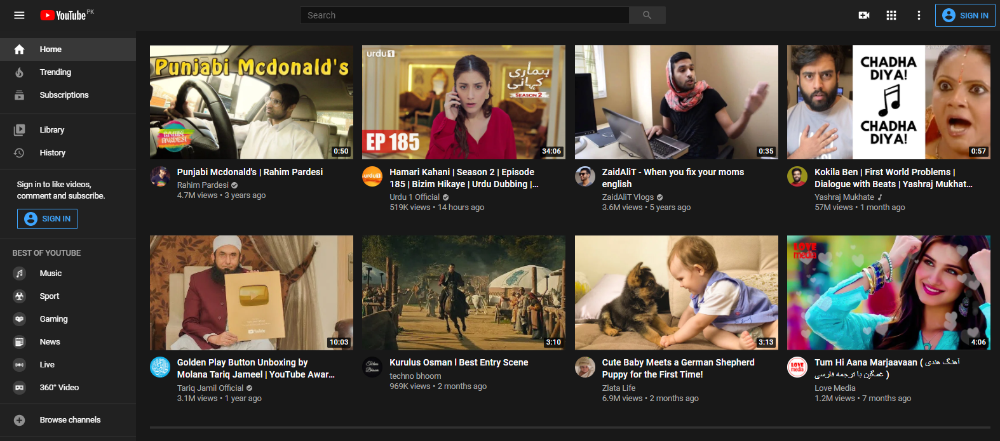 YouTube PK
Search
SIGN IN
Home
Trending
Subscriptions
Library
History
Sign in to like videos,
comment and subscribe.
SIGN IN
BEST OF YOUTUBE
Music
Sport
Gaming
News
Live
360° Video
Browse channels
Punjabi Mcdonald's
RAHIM
PARDESI
0:50
Punjabi Mcdonald's | Rahim Pardesi
Rahim Pardesi
4.7M views • 3 years ago
urdu1
ہماری
کہانی
SEASON 2
EP 185
34:06
urdu1
Hamari Kahani | Season 2 | Episode
185 | Bizim Hikaye | Urdu Dubbing |...
Urdu 1 Official
519K views • 14 hours ago
0:35
ZaidAliT - When you fix your moms
english
ZaidAliT Vlogs
3.6M views • 5 years ago
CHADHA
DIYA!
CHADHA
DIYA!
0:57
Kokila Ben | First World Problems |
Dialogue with Beats | Yashraj Mukhat...
Yashraj Mukhate
57M views • 1 month ago
YouTube
10:03
Golden Play Button Unboxing by
Molana Tariq Jameel | YouTube Awar...
Tariq Jamil Official
3.1M views • 1 year ago
3:10
Techno
Bhoom
Kurulus Osman l Best Entry Scene
techno bhoom
969K views • 2 months ago
3:13
Cute Baby Meets a German Shepherd
Puppy for the First Time!
Zlata Life
6.9M views • 2 months ago
LOVE
media
4:06
LOVE
media
Tum Hi Aana Marjaavaan ( آهنگ هندی
غمگین با ترجمه فارسی )
Love Media
1.2M views • 7 months ago